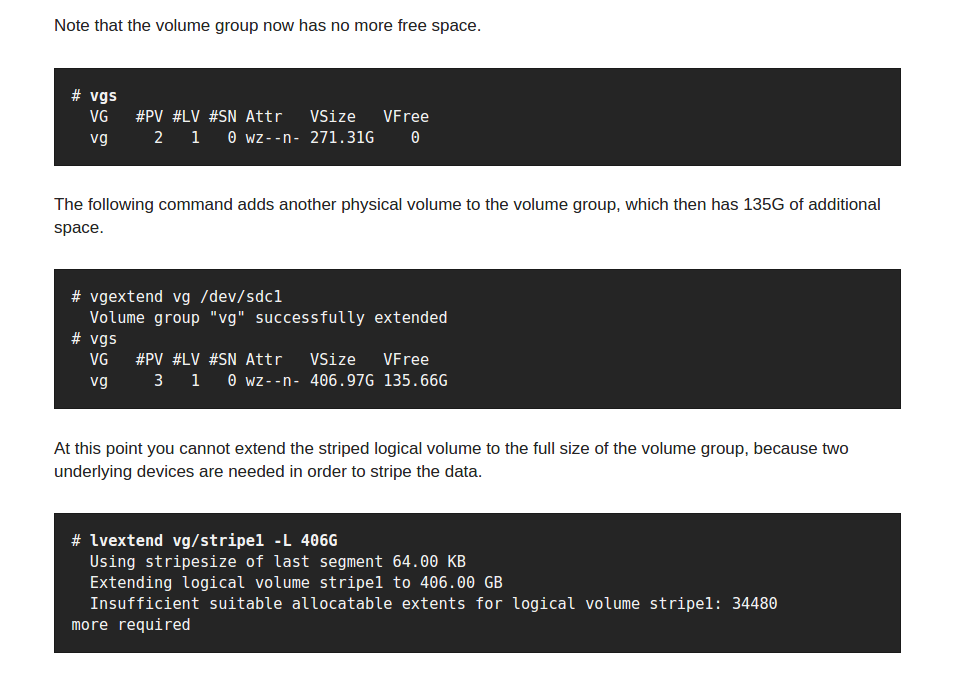 Note that the volume group now has no more free space.
# vgs
  VG   #PV #LV #SN Attr   VSize   VFree
  vg     2   1   0 wz--n- 271.31G    0
The following command adds another physical volume to the volume group, which then has 135G of additional
space.
# vgextend vg /dev/sdc1
  Volume group "vg" successfully extended
# vgs
  VG   #PV #LV #SN Attr   VSize   VFree
  vg     3   1   0 wz--n- 406.97G 135.66G
At this point you cannot extend the striped logical volume to the full size of the volume group, because two
underlying devices are needed in order to stripe the data.
# lvextend vg/stripe1 -L 406G
  Using stripesize of last segment 64.00 KB
  Extending logical volume stripe1 to 406.00 GB
  Insufficient suitable allocatable extents for logical volume stripe1: 34480
more required